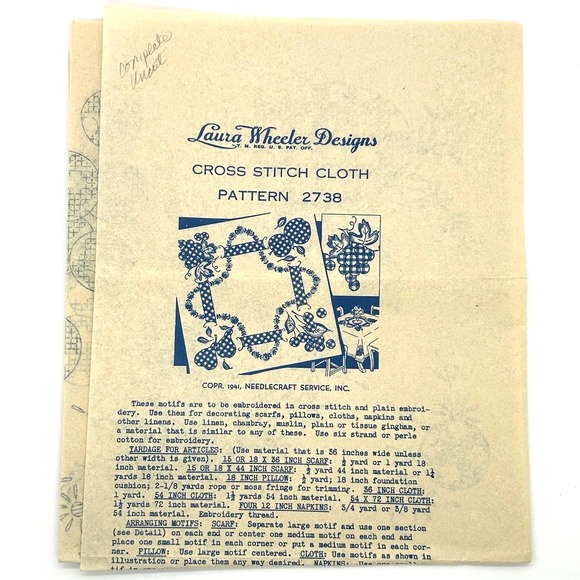 complete
uncut
Laura Wheeler Designs
T. M. REG. U. S. PAT. OFF.
CROSS STITCH CLOTH
PATTERN 2738
COPR. 1941, NEEDLECRAFT SERVICE, INC.
These motifs are to be embroidered in cross stitch and plain embroi-
dery. Use them for decorating scarfs, pillows, cloths, napkins and
other linens. Use linen, chambray, muslin, plain or tissue gingham, or
a material that is similar to any of these. Use six strand or perle
cotton for embroidery.
YARDAGE FOR ARTICLES: (Use material that is 36 inches wide unless
other width is given). 15 OR 18 X 36 INCH SCARF: ½ yard or 1 yard 18
inch material. 15 OR 18 X 44 INCH SCARF: ½ yard 44 inch material or 1¼
yards 18 inch material. 18 INCH PILLOW: ½ yard; 18 inch foundation
cushion; 2-1/8 yards rope or moss fringe for trimming. 36 INCH CLOTH:
1 yard. 54 INCH CLOTH: 1½ yards 54 inch material. 54 X 72 INCH CLOTH:
1½ yards 72 inch material. FOUR 12 INCH NAPKINS: 3/4 yard or 3/8 yard
54 inch material. Embroidery thread.
ARRANGING MOTIFS: SCARF: Separate large motif and use one section
(see Detail) on each end or center one medium motif on each end and
place one small motif in each corner or put a medium motif in each cor-
ner. PILLOW: Use large motif centered. CLOTH: Use motifs as shown in
illustration or place them any way desired. NAPKINS: Use one small